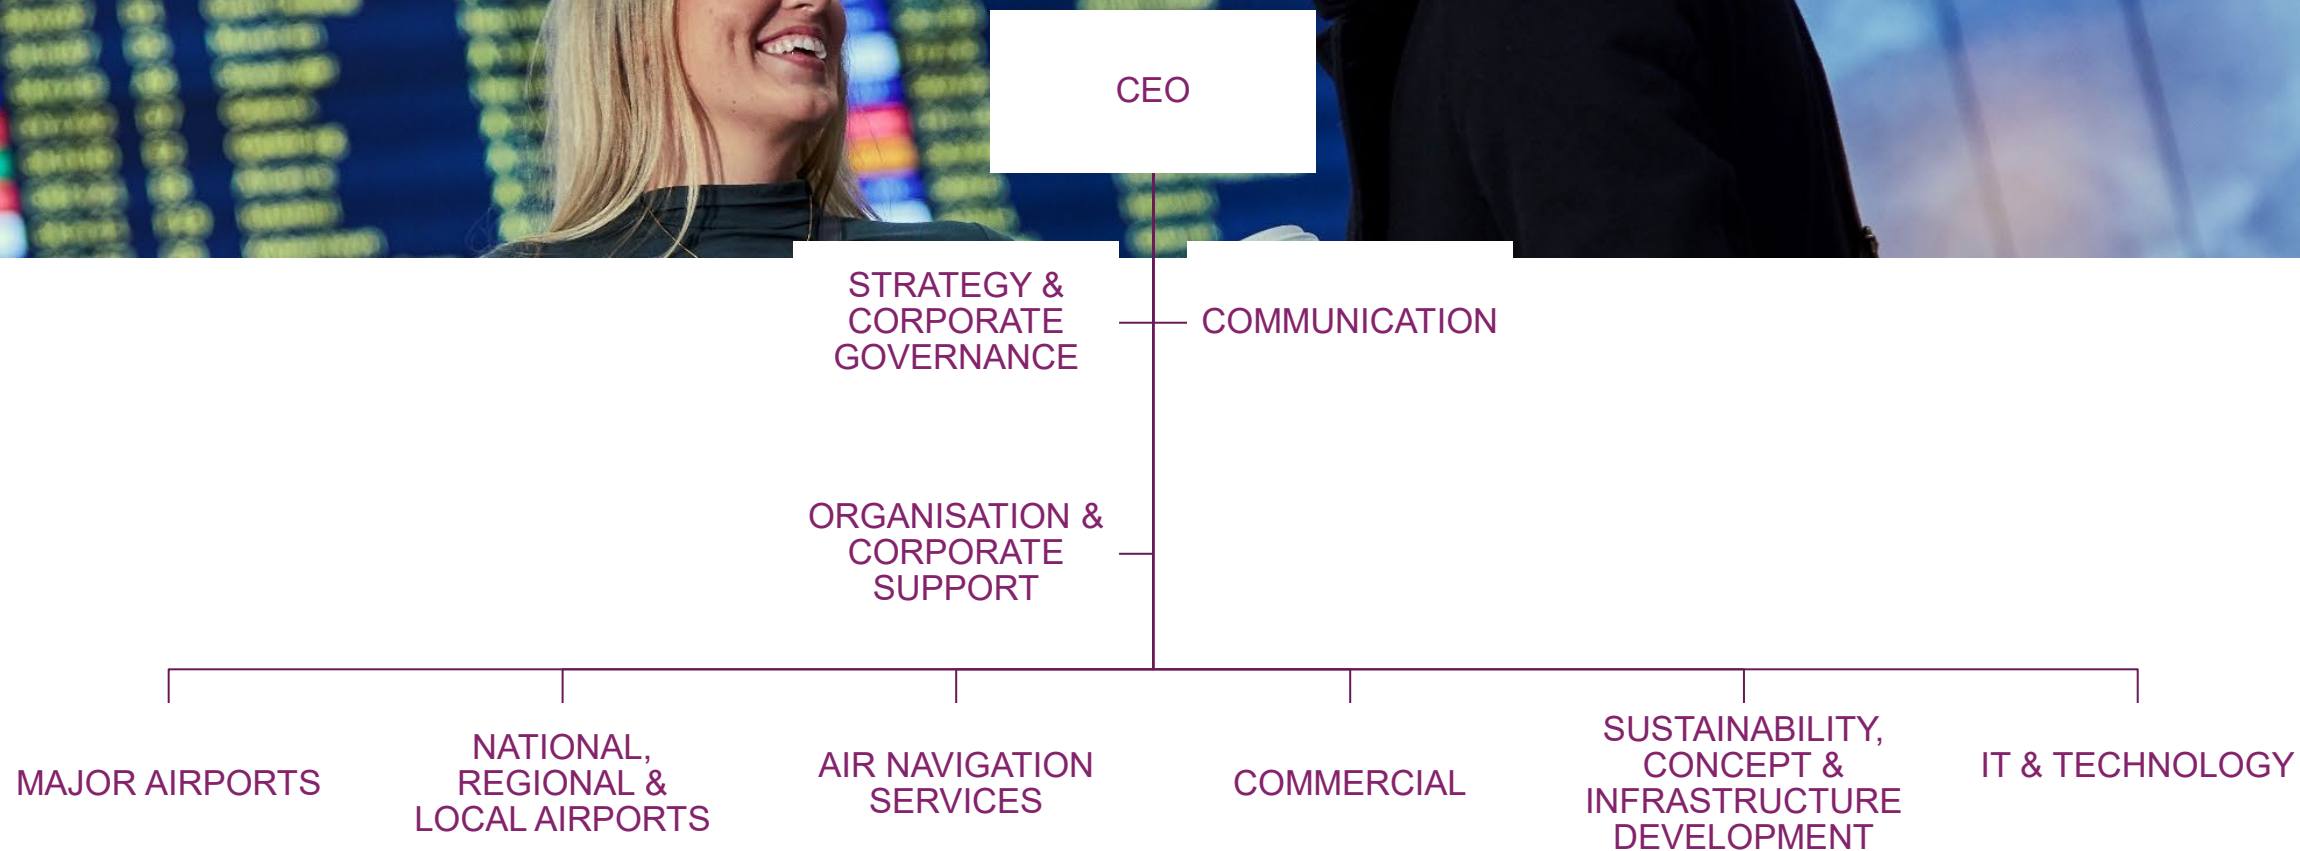 CEO
STRATEGY &
CORPORATE
GOVERNANCE
COMMUNICATION
ORGANISATION &
CORPORATE
SUPPORT
MAJOR AIRPORTS
NATIONAL,
REGIONAL &
LOCAL AIRPORTS
AIR NAVIGATION
SERVICES
COMMERCIAL
SUSTAINABILITY,
CONCEPT &
INFRASTRUCTURE
DEVELOPMENT
IT & TECHNOLOGY